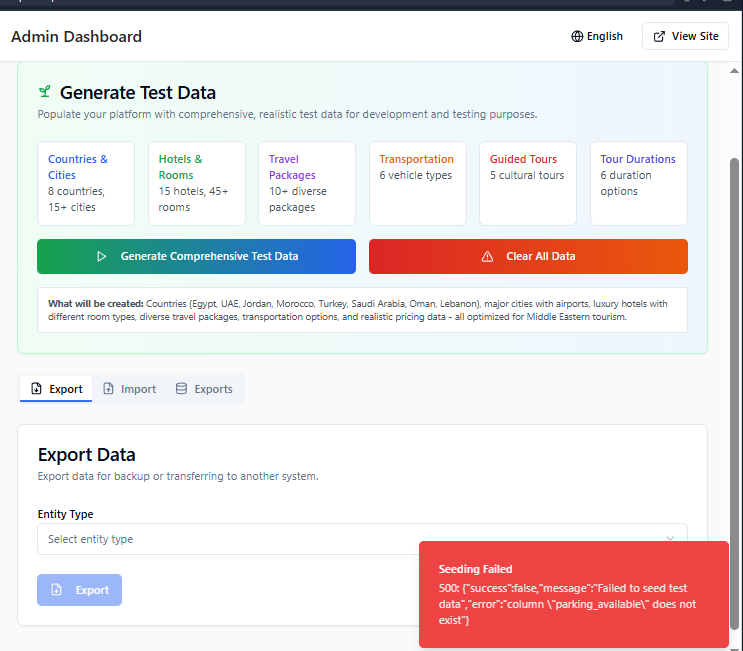 Admin Dashboard
English
View Site
Generate Test Data
Populate your platform with comprehensive, realistic test data for development and testing purposes.
Countries &
Cities
8 countries,
15+ cities
Hotels &
Rooms
15 hotels, 45+
rooms
Travel
Packages
10+ diverse
packages
Transportation
6 vehicle types
Guided Tours
5 cultural tours
Tour Durations
6 duration
options
Generate Comprehensive Test Data
Clear All Data
What will be created: Countries (Egypt, UAE, Jordan, Morocco, Turkey, Saudi Arabia, Oman, Lebanon), major cities with airports, luxury hotels with
different room types, diverse travel packages, transportation options, and realistic pricing data - all optimized for Middle Eastern tourism.
Export
Import
Exports
Export Data
Export data for backup or transferring to another system.
Entity Type
Select entity type
Export
Seeding Failed
500: {"success":false,"message":"Failed to seed test
data","error":"column \"parking_available\" does not
exist"}